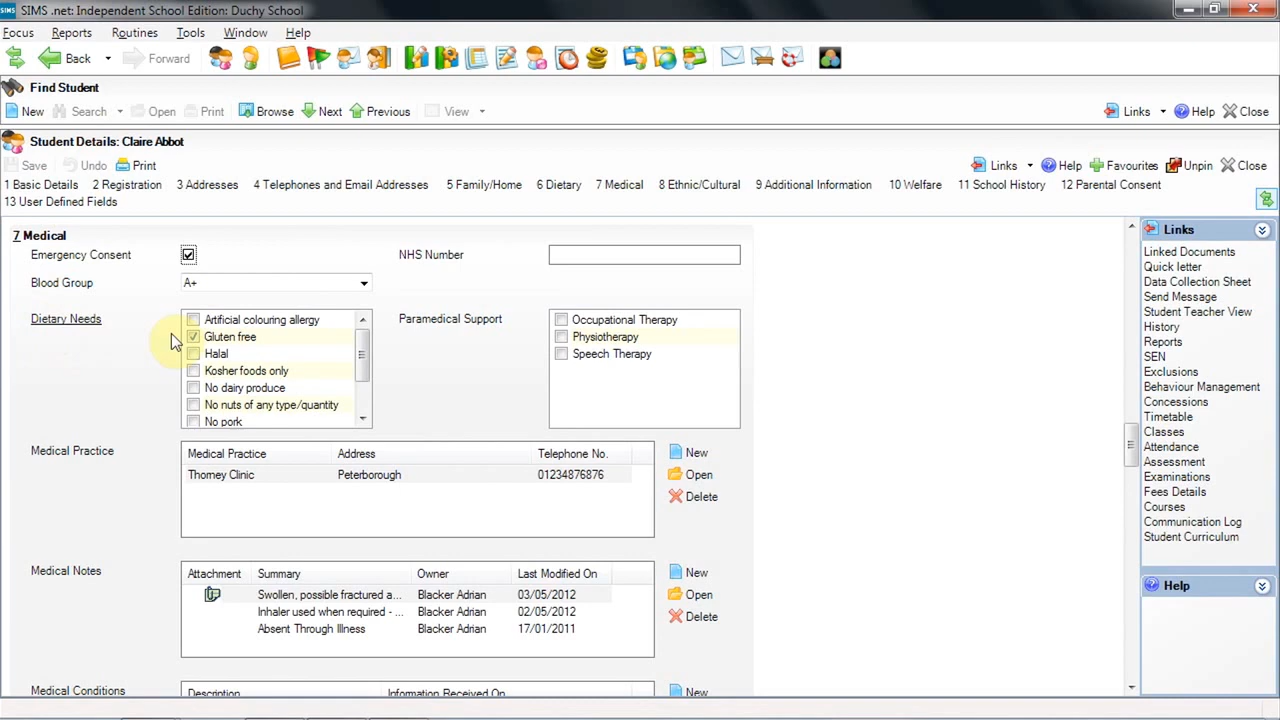 SIMS SIMS .net: Independent School Edition: Duchy School
Focus Reports Routines Tools Window Help
Back Forward
Find Student
New Search Open Print Browse Next Previous View Links Help Close
Student Details: Claire Abbot
Save Undo Print Links Help Favourites Unpin Close
1 Basic Details 2 Registration 3 Addresses 4 Telephones and Email Addresses 5 Family/Home 6 Dietary 7 Medical 8 Ethnic/Cultural 9 Additional Information 10 Welfare 11 School History 12 Parental Consent
13 User Defined Fields
7 Medical
Emergency Consent NHS Number
Blood Group A+
Dietary Needs Artificial colouring allergy Paramedical Support Occupational Therapy
Gluten free Physiotherapy
Halal Speech Therapy
Kosher foods only
No dairy produce
No nuts of any type/quantity
No pork
Medical Practice Medical Practice Address Telephone No. New
Thorney Clinic Peterborough 01234876876 Open
Delete
Medical Notes Attachment Summary Owner Last Modified On New
Swollen, possible fractured a... Blacker Adrian 03/05/2012 Open
Inhaler used when required - ... Blacker Adrian 02/05/2012 Delete
Absent Through Illness Blacker Adrian 17/01/2011
Medical Conditions Description Information Received On New
Links
Linked Documents
Quick letter
Data Collection Sheet
Send Message
Student Teacher View
History
Reports
SEN
Exclusions
Behaviour Management
Concessions
Timetable
Classes
Attendance
Assessment
Examinations
Fees Details
Courses
Communication Log
Student Curriculum
Help